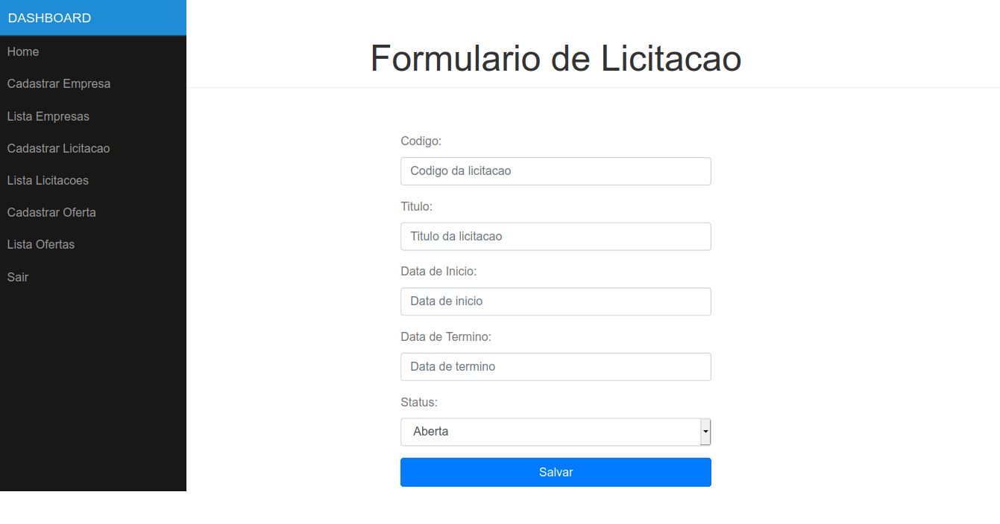 DASHBOARD
Home
Cadastrar Empresa
Lista Empresas
Cadastrar Licitacao
Lista Licitacoes
Cadastrar Oferta
Lista Ofertas
Sair
Formulario de Licitacao
Codigo:
Codigo da licitacao
Titulo:
Titulo da licitacao
Data de Inicio:
Data de inicio
Data de Termino:
Data de termino
Status:
Aberta
Salvar